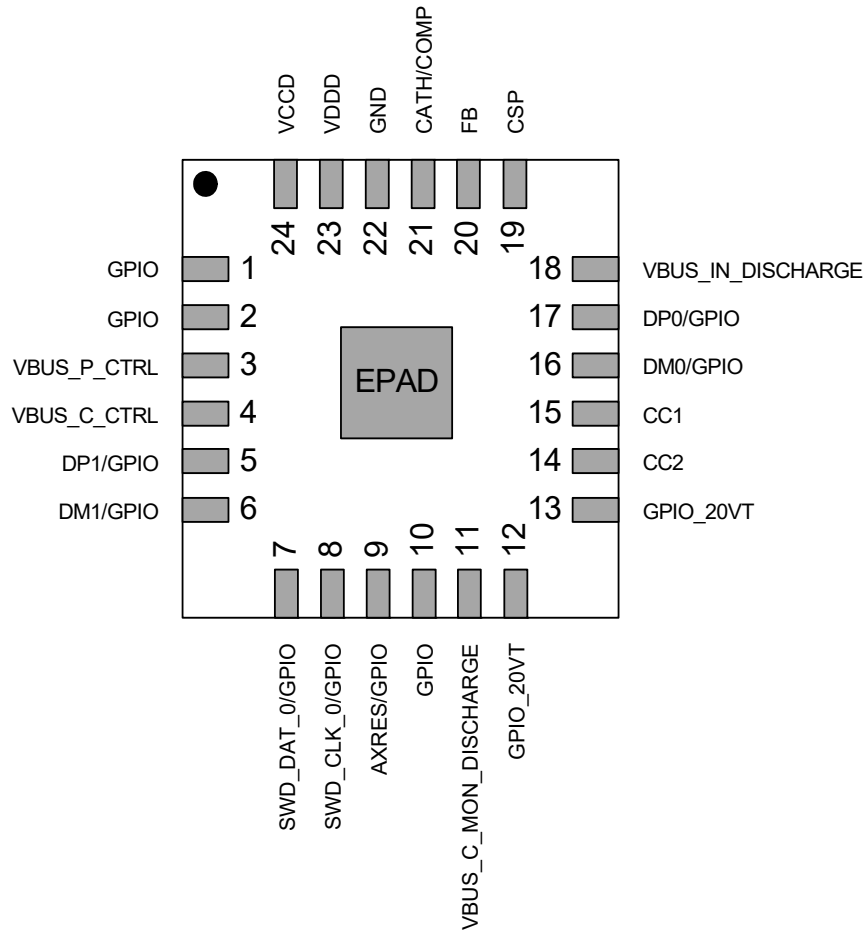 VCCD
VDDD
GND
CATH/COMP
FB
CSP
24
23
22
21
20
19
GPIO 1
GPIO 2
VBUS_P_CTRL 3
VBUS_C_CTRL 4
DP1/GPIO 5
DM1/GPIO 6
EPAD
18 VBUS_IN_DISCHARGE
17 DP0/GPIO
16 DM0/GPIO
15 CC1
14 CC2
13 GPIO_20VT
7
8
9
10
11
12
SWD_DAT_0/GPIO
SWD_CLK_0/GPIO
AXRES/GPIO
GPIO
VBUS_C_MON_DISCHARGE
GPIO_20VT